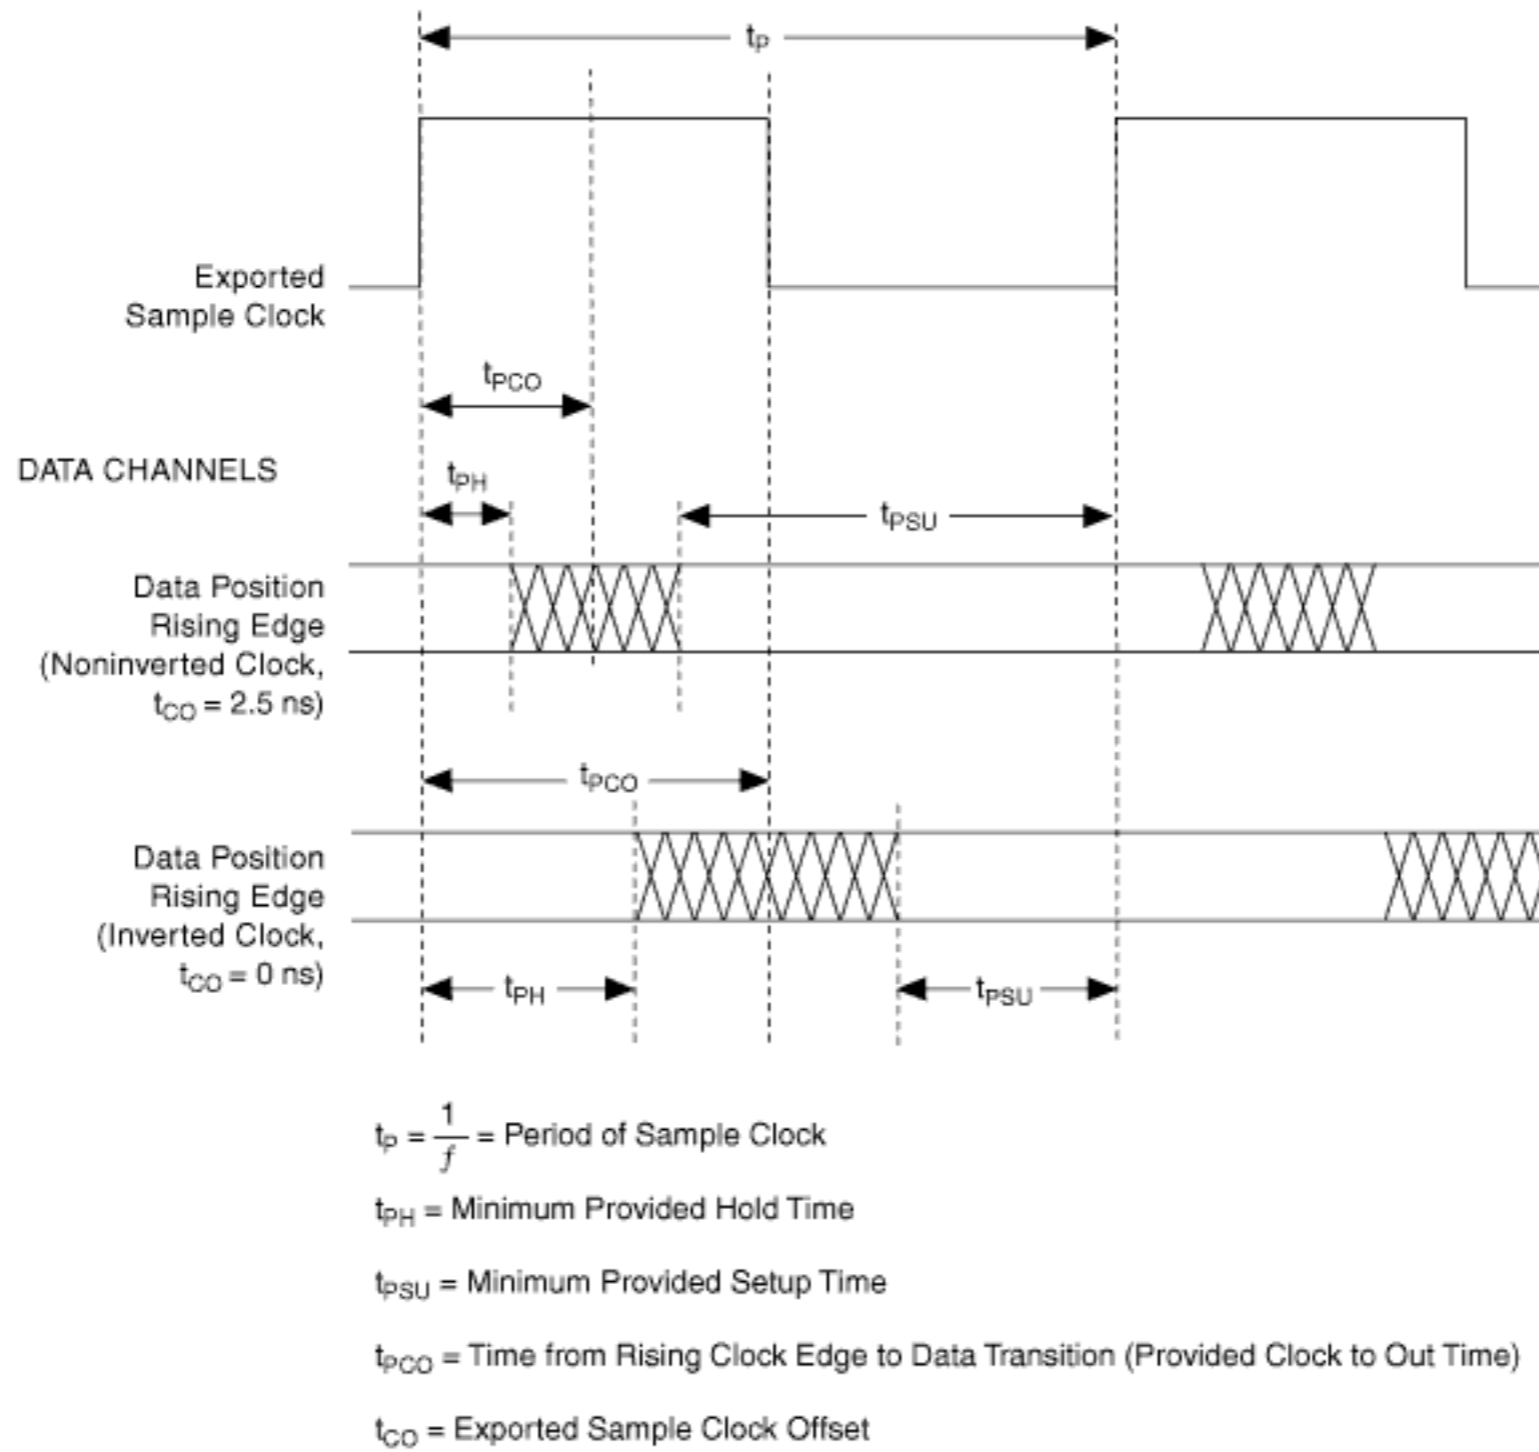 tP
Exported
Sample Clock
tPCO
DATA CHANNELS
tPH
tPSU
Data Position
Rising Edge
(Noninverted Clock,
tCO = 2.5 ns)
tPCO
Data Position
Rising Edge
(Inverted Clock,
tCO = 0 ns)
tPH
tPSU
tP = 1/f = Period of Sample Clock
tPH = Minimum Provided Hold Time
tPSU = Minimum Provided Setup Time
tPCO = Time from Rising Clock Edge to Data Transition (Provided Clock to Out Time)
tCO = Exported Sample Clock Offset